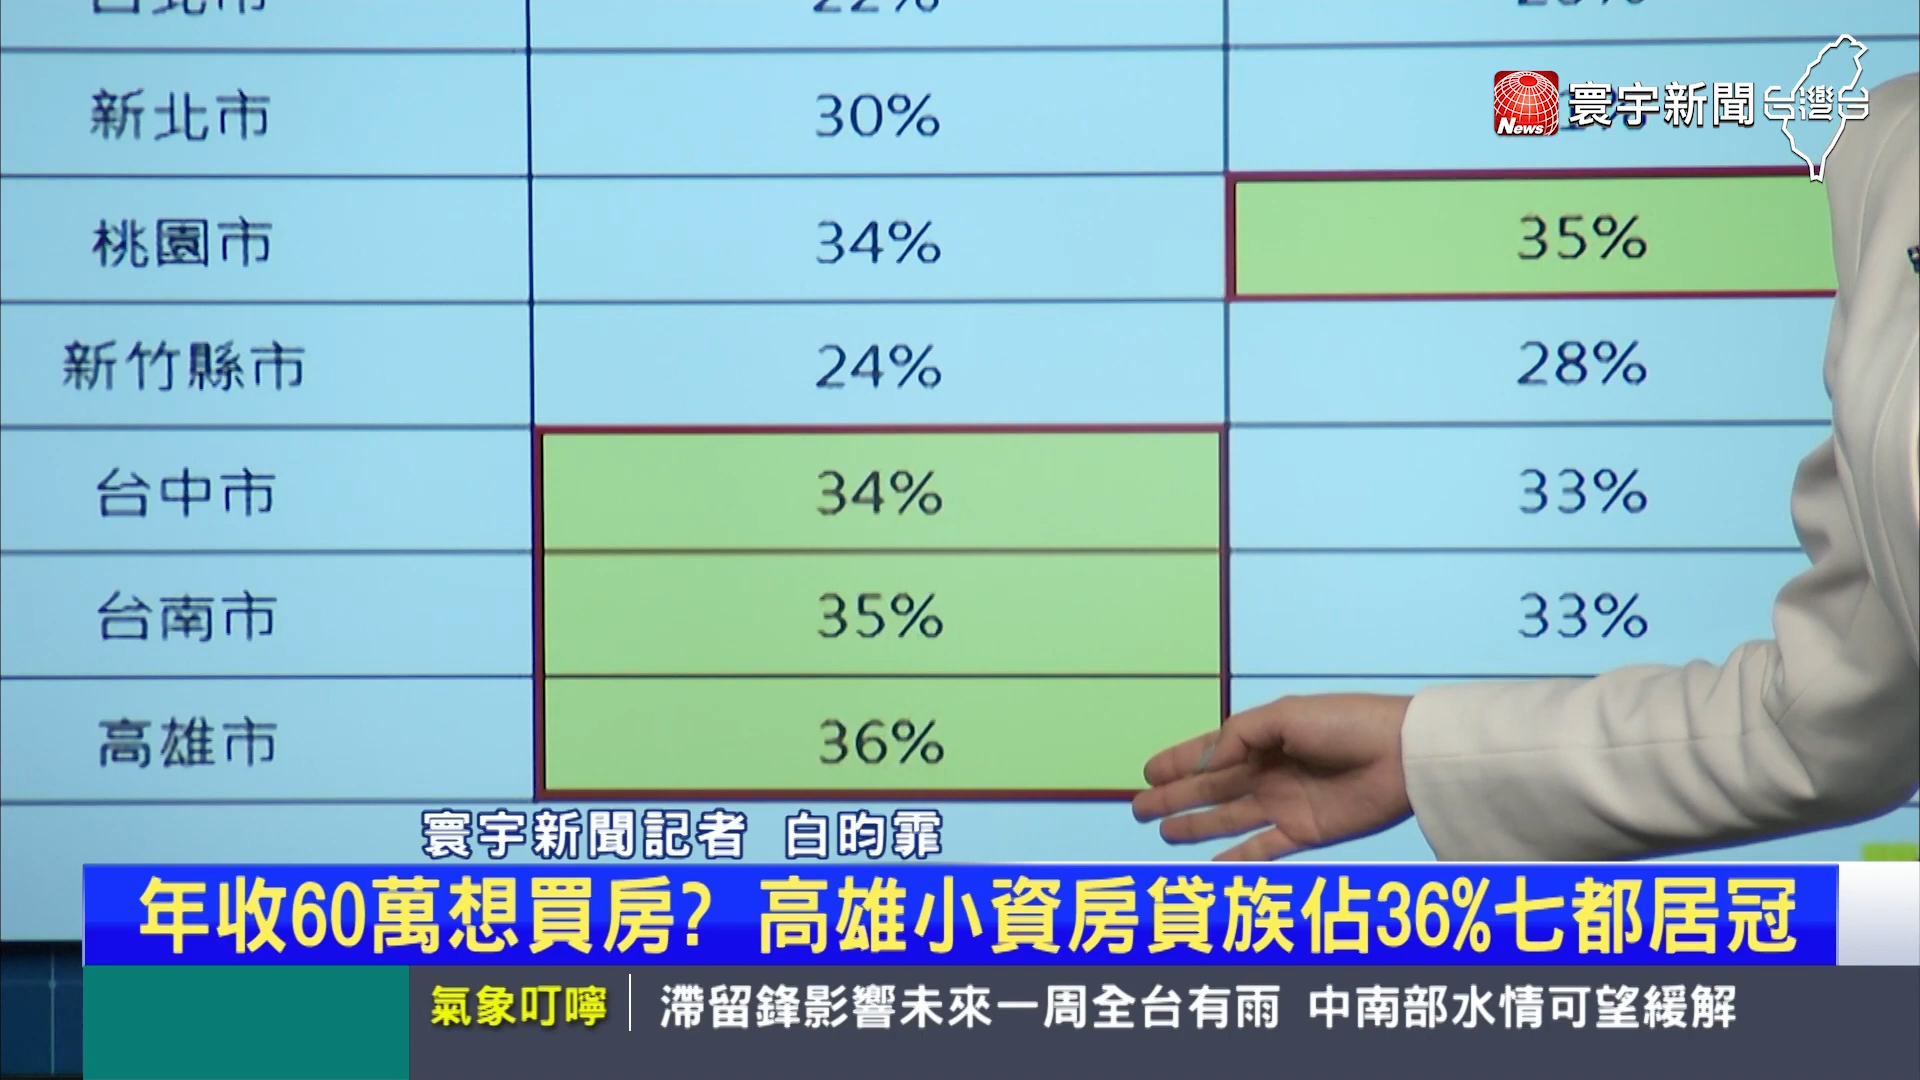 台北市 22%
新北市 30%
桃園市 34% 35%
新竹縣市 24% 28%
台中市 34% 33%
台南市 35% 33%
高雄市 36%
News 寰宇新聞 台灣台
寰宇新聞記者 白昀霏
年收60萬想買房? 高雄小資房貸族佔36%七都居冠
氣象叮嚀 滯留鋒影響未來一周全台有雨 中南部水情可望緩解